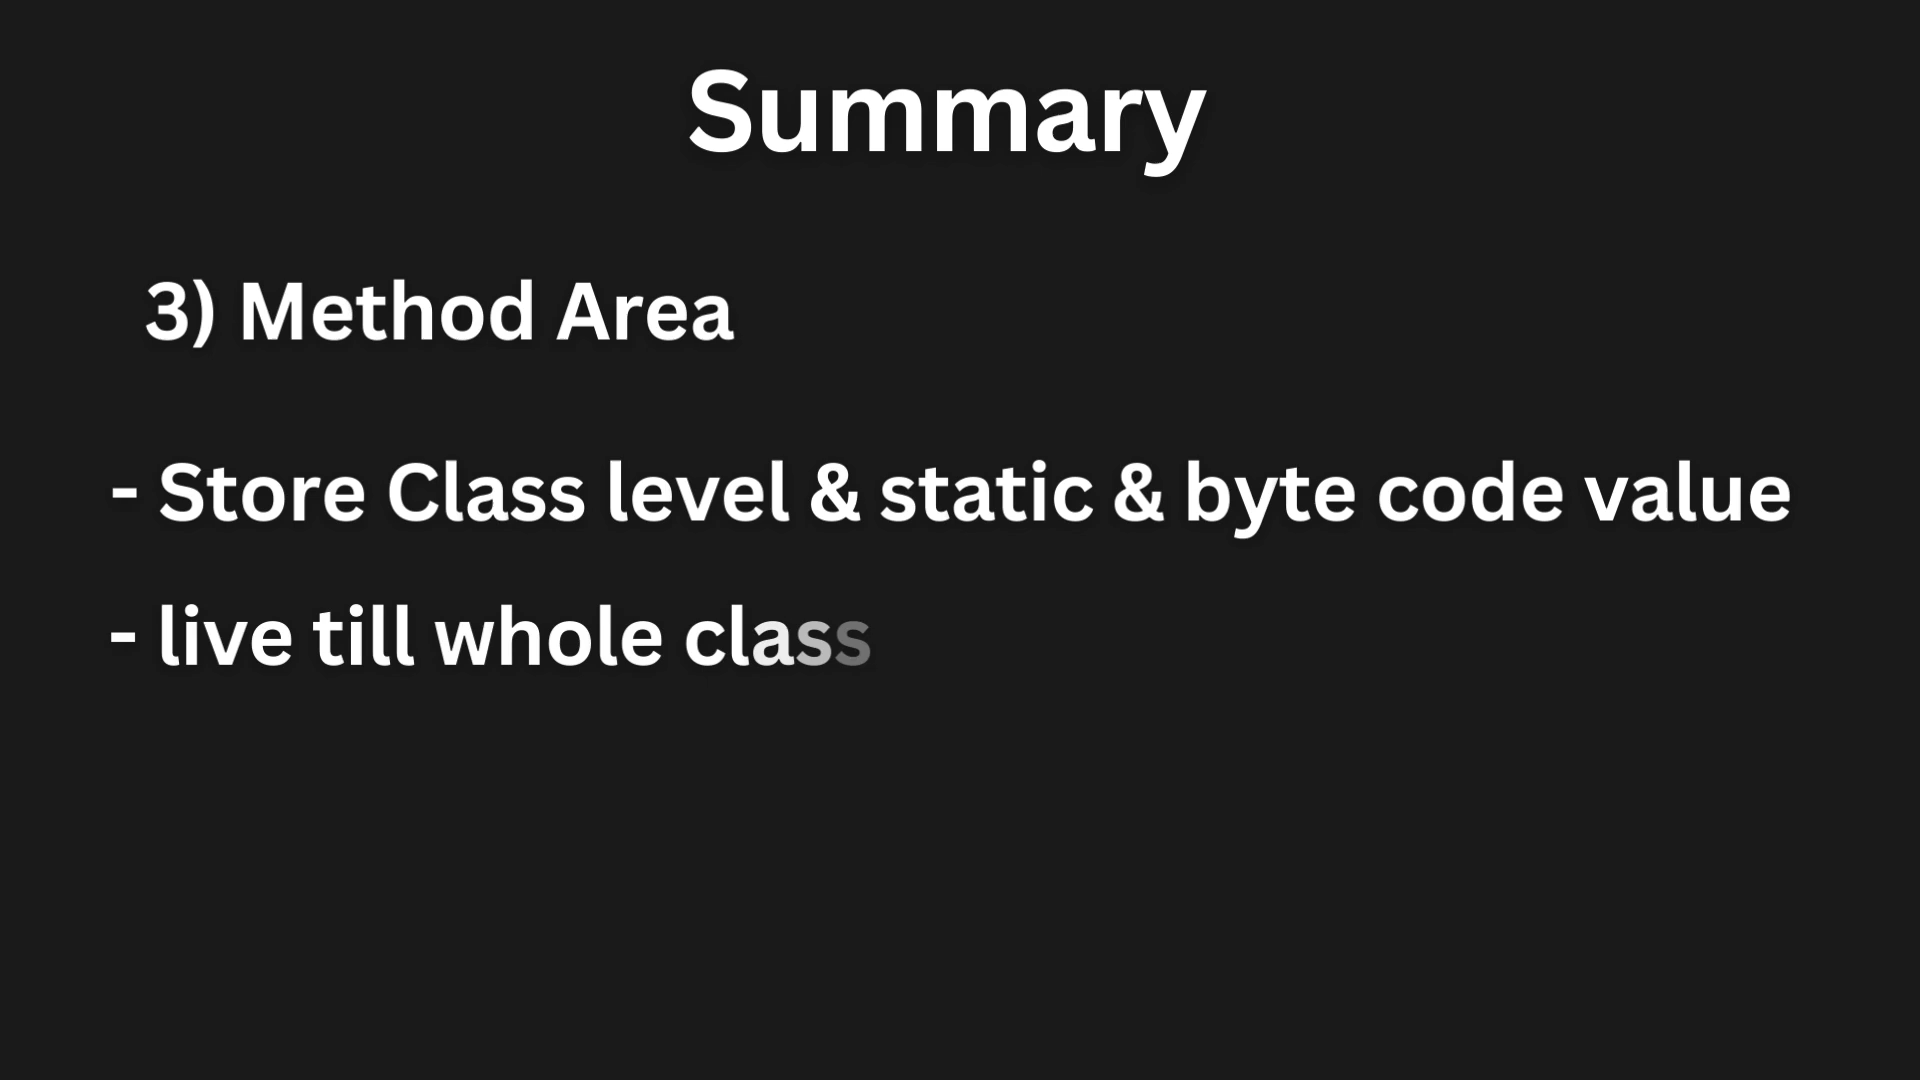 Summary
3) Method Area
- Store Class level & static & byte code value
- live till whole class